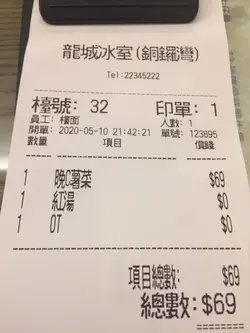 龍城冰室(銅鑼灣)
Tel:22345222
檯號: 32 印單: 1
員工: 樓面 人數: 1
開單: 2020-05-10 21:42:21 單號: 123895
數量 項目 價錢
1 晚C薯菜 $69
1 紅湯 $0
1 OT $0
項目總數: $69
總數: $69